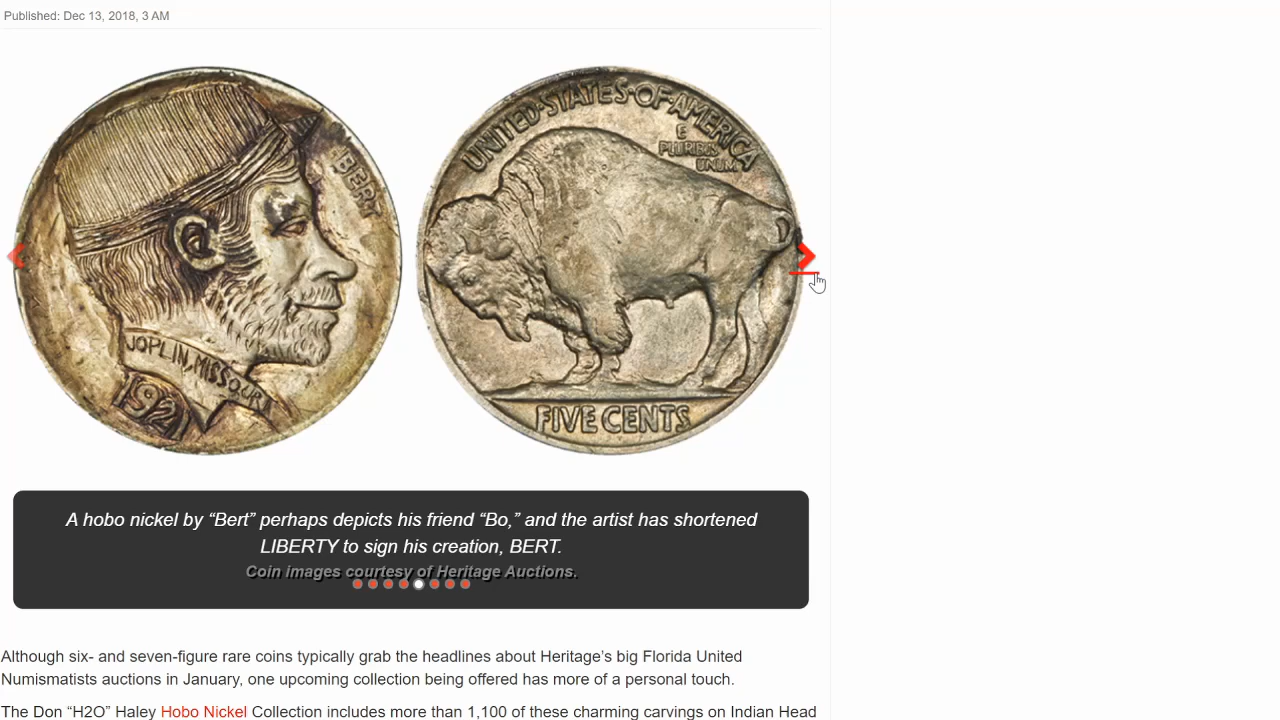 Published: Dec 13, 2018, 3 AM
BERT
JOPLIN, MISSOURI
1921
UNITED·STATES·OF·AMERICA
E
PLURIBUS
UNUM
FIVE CENTS
A hobo nickel by “Bert” perhaps depicts his friend “Bo,” and the artist has shortened
LIBERTY to sign his creation, BERT.
Coin images courtesy of Heritage Auctions.
Although six- and seven-figure rare coins typically grab the headlines about Heritage’s big Florida United
Numismatists auctions in January, one upcoming collection being offered has more of a personal touch.
The Don “H2O” Haley Hobo Nickel Collection includes more than 1,100 of these charming carvings on Indian Head